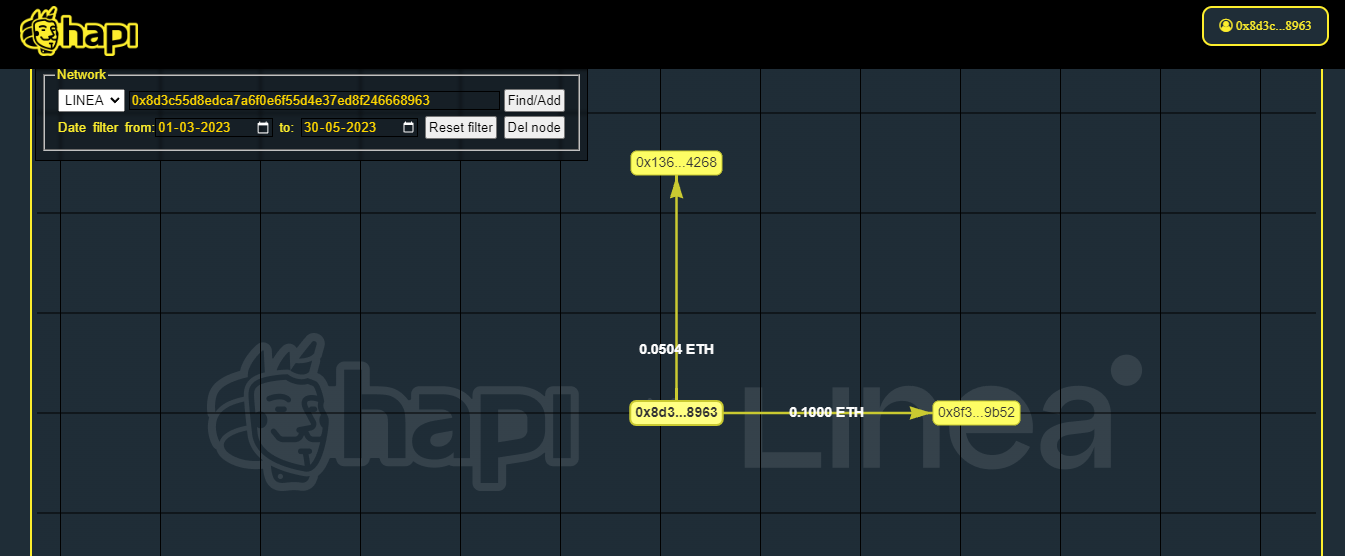 hapi
0x8d3c...8963
Network
LINEA 0x8d3c55d8edca7a6f0e6f55d4e37ed8f246668963 Find/Add
Date filter from: 01-03-2023 to: 30-05-2023 Reset filter Del node
0x136...4268
0.0504 ETH
0x8d3...8963 0.1000 ETH 0x8f3...9b52
hapi Linea